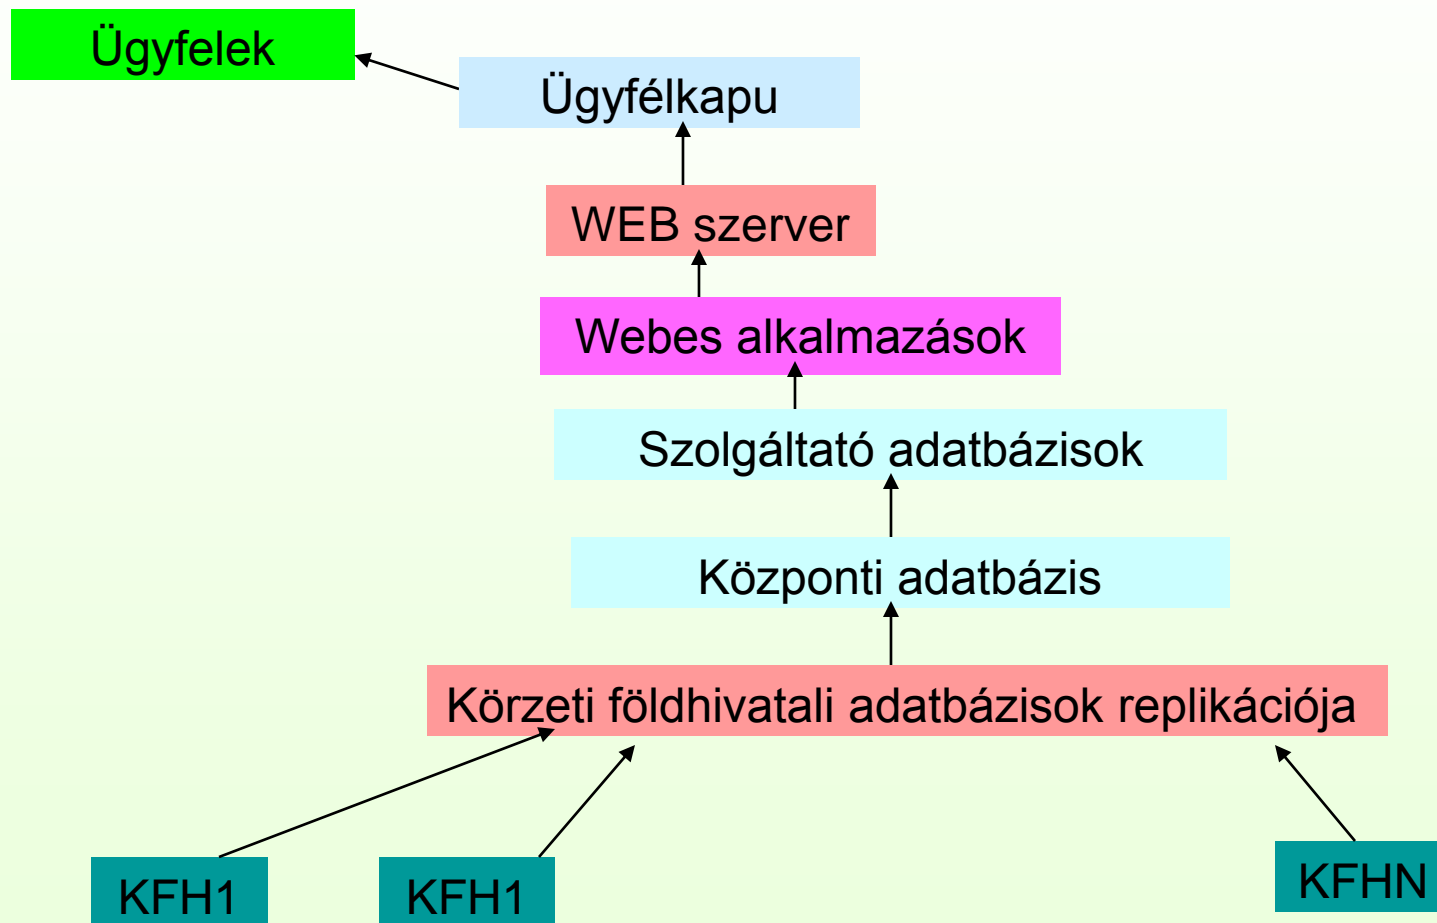 Ügyfelek
Ügyfélkapu
WEB szerver
Webes alkalmazások
Szolgáltató adatbázisok
Központi adatbázis
Körzeti földhivatali adatbázisok replikációja
KFH1
KFH1
KFHN